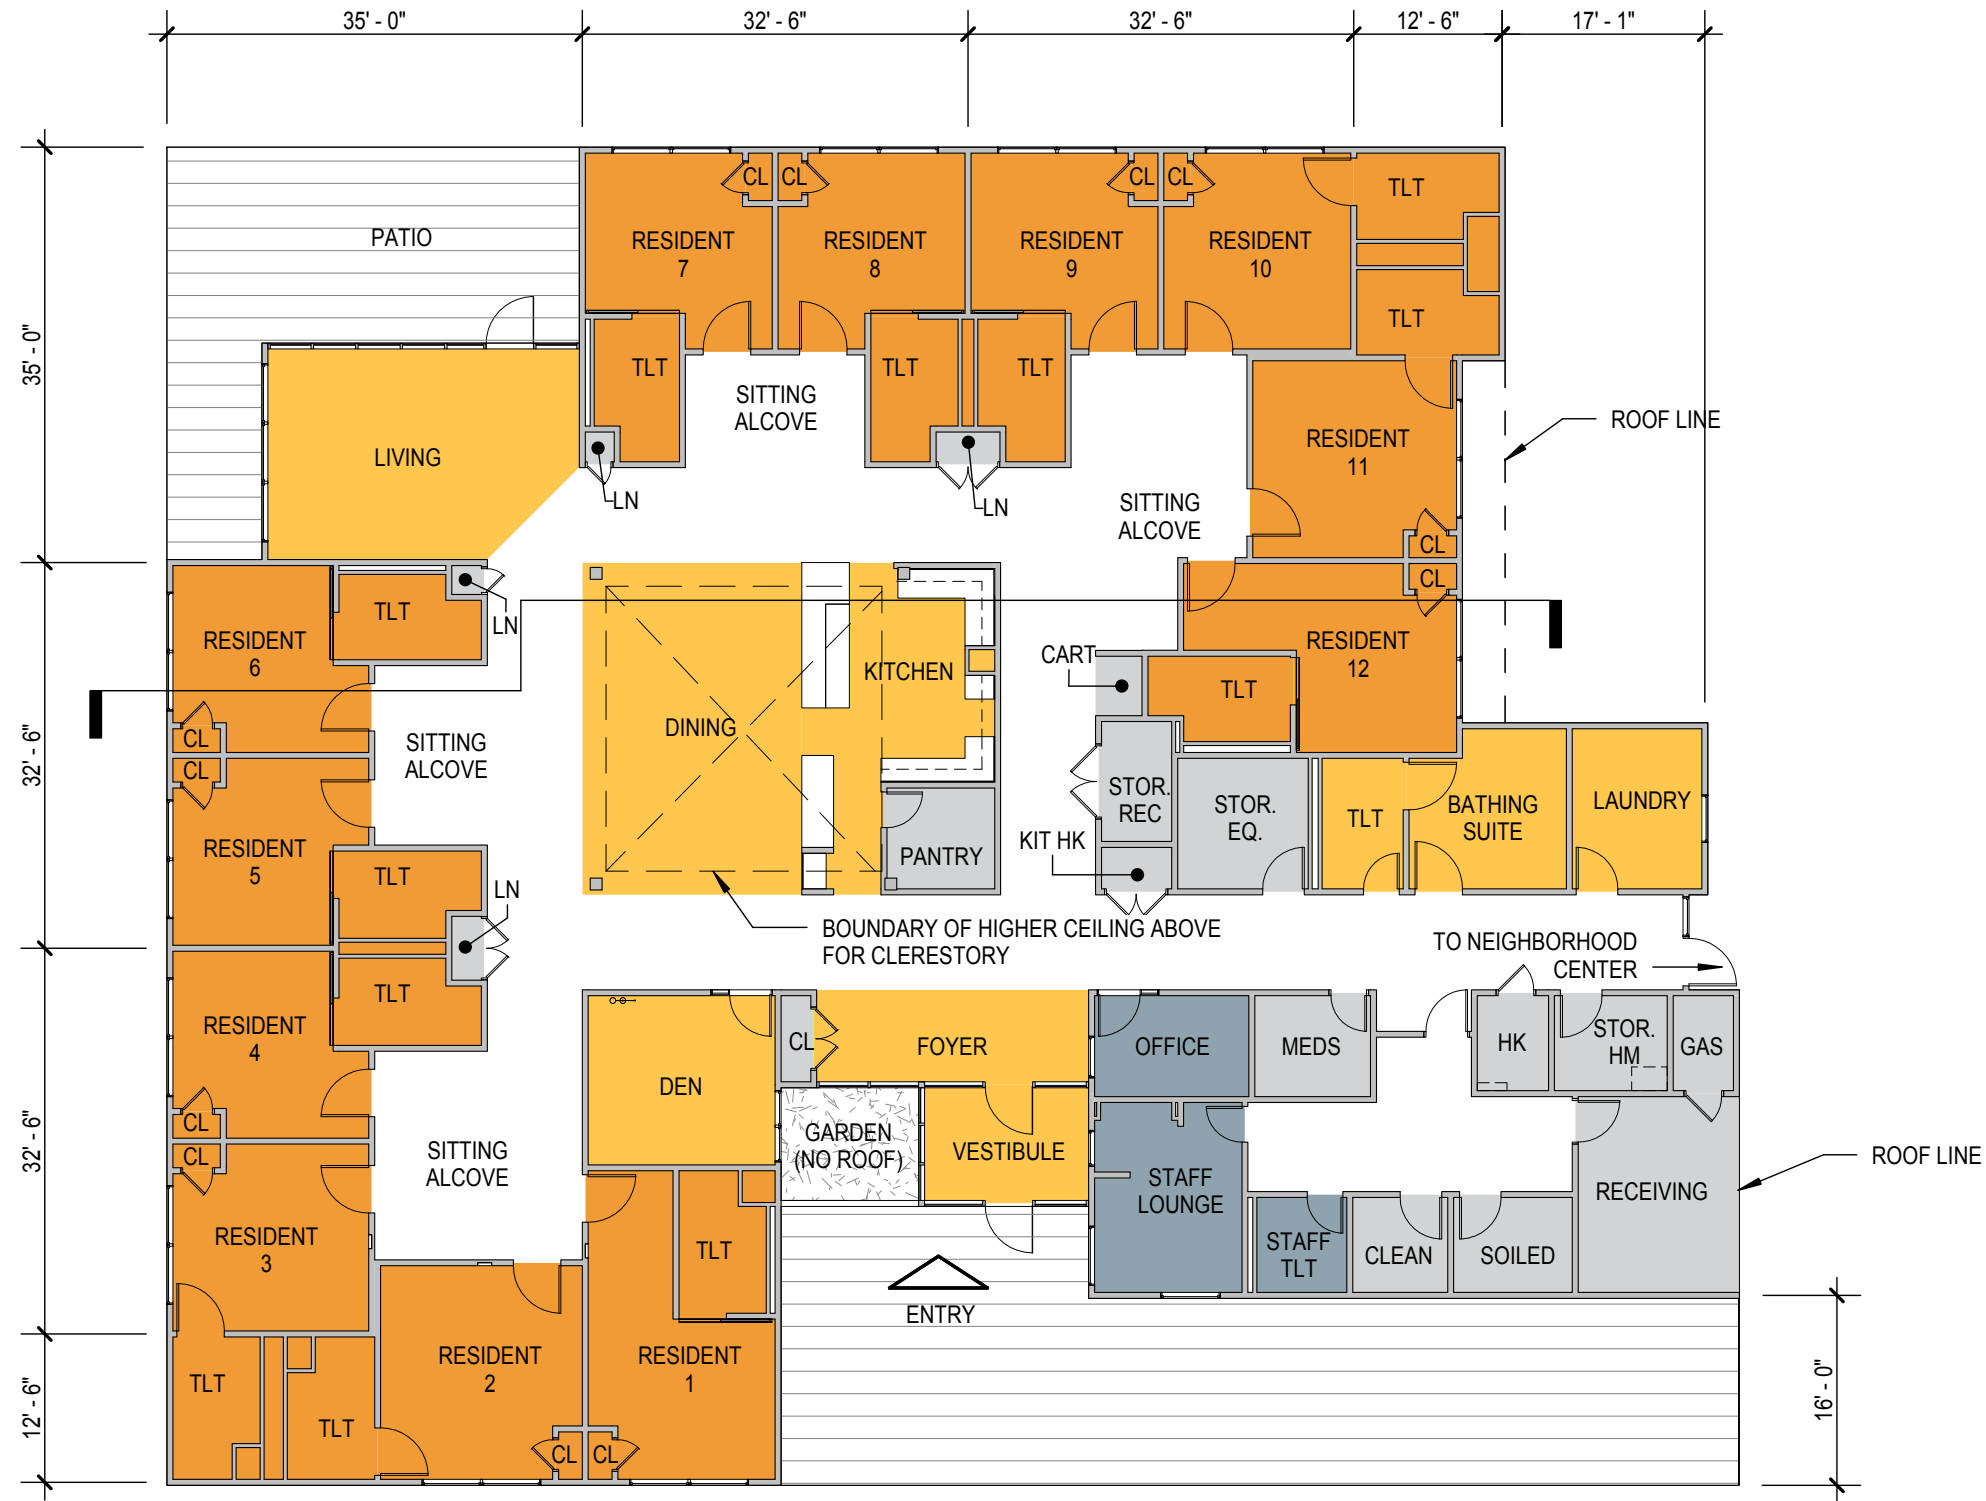 35' - 0"
32' - 6"
32' - 6"
12' - 6"
17' - 1"
35' - 0"
32' - 6"
32' - 6"
12' - 6"
16' - 0"
PATIO
RESIDENT
7
CL
CL
RESIDENT
8
RESIDENT
9
CL
CL
RESIDENT
10
TLT
TLT
TLT
TLT
TLT
SITTING
ALCOVE
LIVING
LN
LN
SITTING
ALCOVE
RESIDENT
11
CL
ROOF LINE
RESIDENT
6
TLT
LN
CL
SITTING
ALCOVE
DINING
KITCHEN
PANTRY
CART
CL
RESIDENT
12
TLT
STOR.
REC
KIT HK
STOR.
EQ.
TLT
BATHING
SUITE
LAUNDRY
CL
RESIDENT
5
TLT
LN
BOUNDARY OF HIGHER CEILING ABOVE
FOR CLERESTORY
TO NEIGHBORHOOD
CENTER
TLT
RESIDENT
4
CL
CL
SITTING
ALCOVE
DEN
CL
FOYER
OFFICE
MEDS
HK
STOR.
HM
GAS
GARDEN
(NO ROOF)
VESTIBULE
STAFF
LOUNGE
RECEIVING
ROOF LINE
RESIDENT
3
TLT
STAFF
TLT
CLEAN
SOILED
ENTRY
RESIDENT
2
RESIDENT
1
TLT
TLT
CL
CL